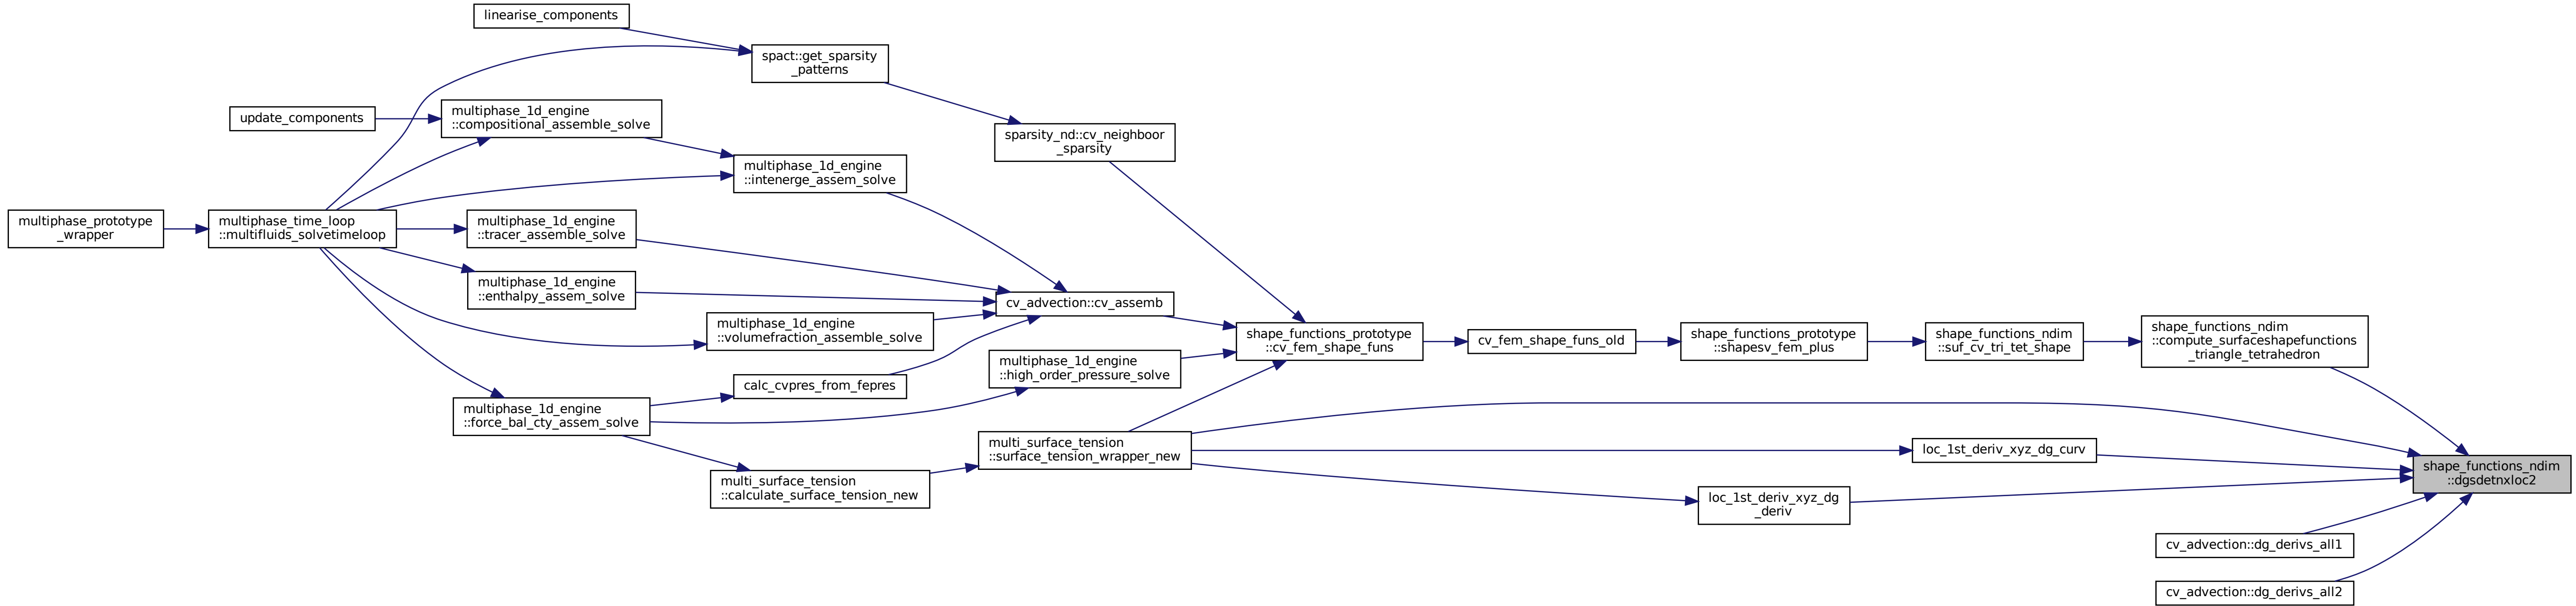 linearise_components
spact::get_sparsity
_patterns
update_components
multiphase_1d_engine
::compositional_assemble_solve
sparsity_nd::cv_neighboor
_sparsity
multiphase_1d_engine
::intenerge_assem_solve
multiphase_prototype
_wrapper
multiphase_time_loop
::multifluids_solvetimeloop
multiphase_1d_engine
::tracer_assemble_solve
multiphase_1d_engine
::enthalpy_assem_solve
cv_advection::cv_assemb
multiphase_1d_engine
::volumefraction_assemble_solve
shape_functions_prototype
::cv_fem_shape_funs
cv_fem_shape_funs_old
shape_functions_prototype
::shapesv_fem_plus
shape_functions_ndim
::suf_cv_tri_tet_shape
shape_functions_ndim
::compute_surfaceshapefunctions
_triangle_tetrahedron
multiphase_1d_engine
::high_order_pressure_solve
calc_cvpres_from_fepres
multiphase_1d_engine
::force_bal_cty_assem_solve
multi_surface_tension
::surface_tension_wrapper_new
loc_1st_deriv_xyz_dg_curv
shape_functions_ndim
::dgsdetnxloc2
multi_surface_tension
::calculate_surface_tension_new
loc_1st_deriv_xyz_dg
_deriv
cv_advection::dg_derivs_all1
cv_advection::dg_derivs_all2